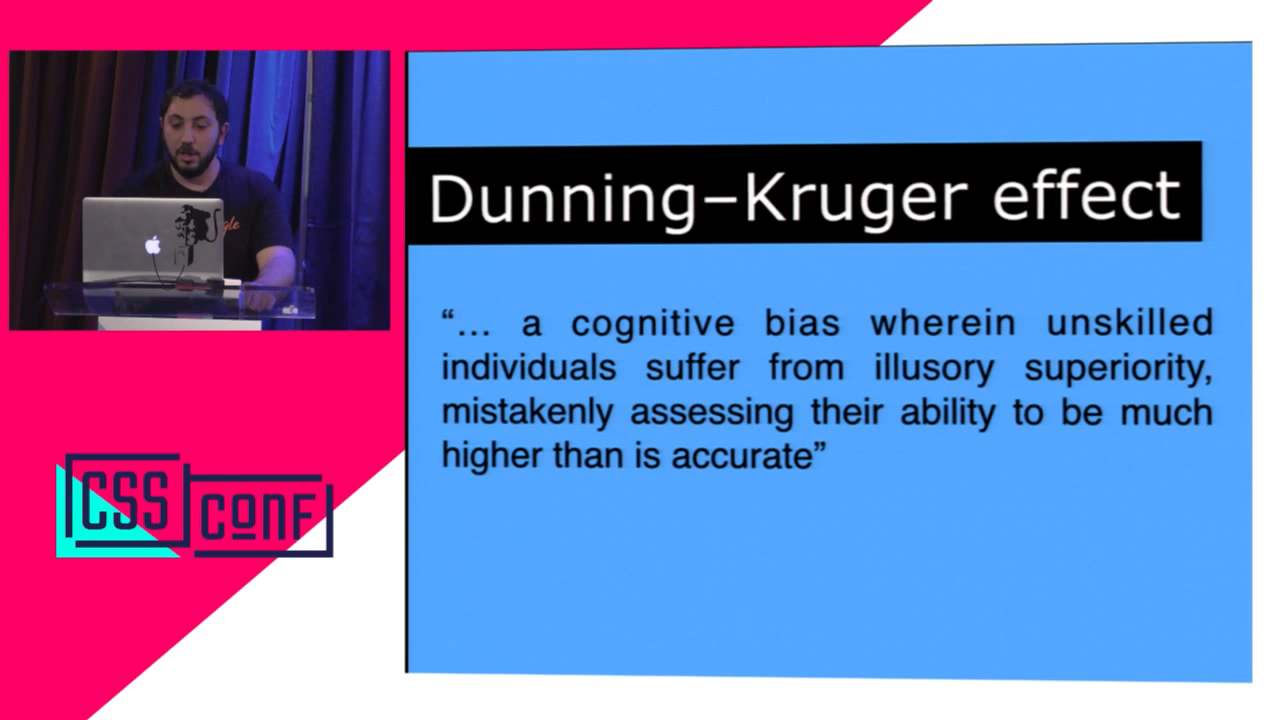 Dunning–Kruger effect
“... a cognitive bias wherein unskilled
individuals suffer from illusory superiority,
mistakenly assessing their ability to be much
higher than is accurate”
CSS
CONF